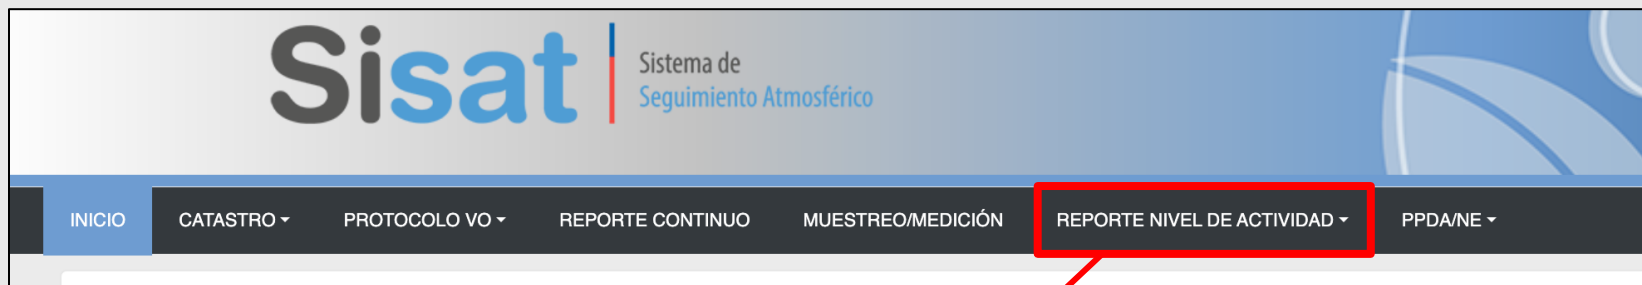 Sisat
Sistema de
Seguimiento Atmosférico
INICIO CATASTRO PROTOCOLO VO REPORTE CONTINUO MUESTREO/MEDICIÓN REPORTE NIVEL DE ACTIVIDAD PPDA/NE